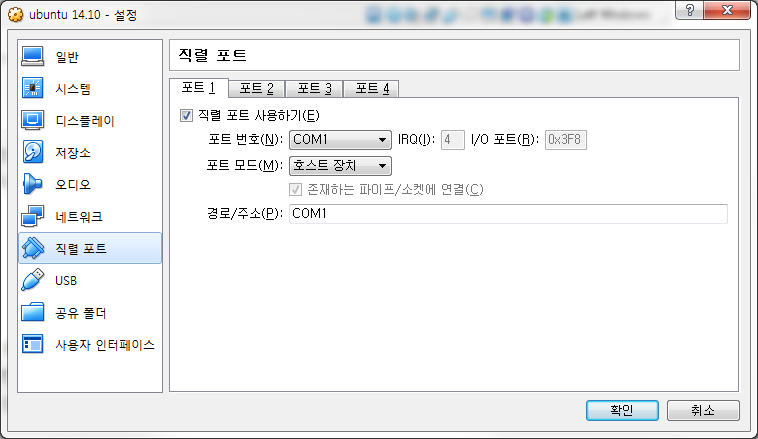 ubuntu 14.10 - 설정
일반
시스템
디스플레이
저장소
오디오
네트워크
직렬 포트
USB
공유 폴더
사용자 인터페이스
직렬 포트
포트 1 포트 2 포트 3 포트 4
직렬 포트 사용하기(E)
포트 번호(N): COM1 IRQ(I): 4 I/O 포트(R): 0x3F8
포트 모드(M): 호스트 장치
존재하는 파이프/소켓에 연결(C)
경로/주소(P): COM1
확인 취소